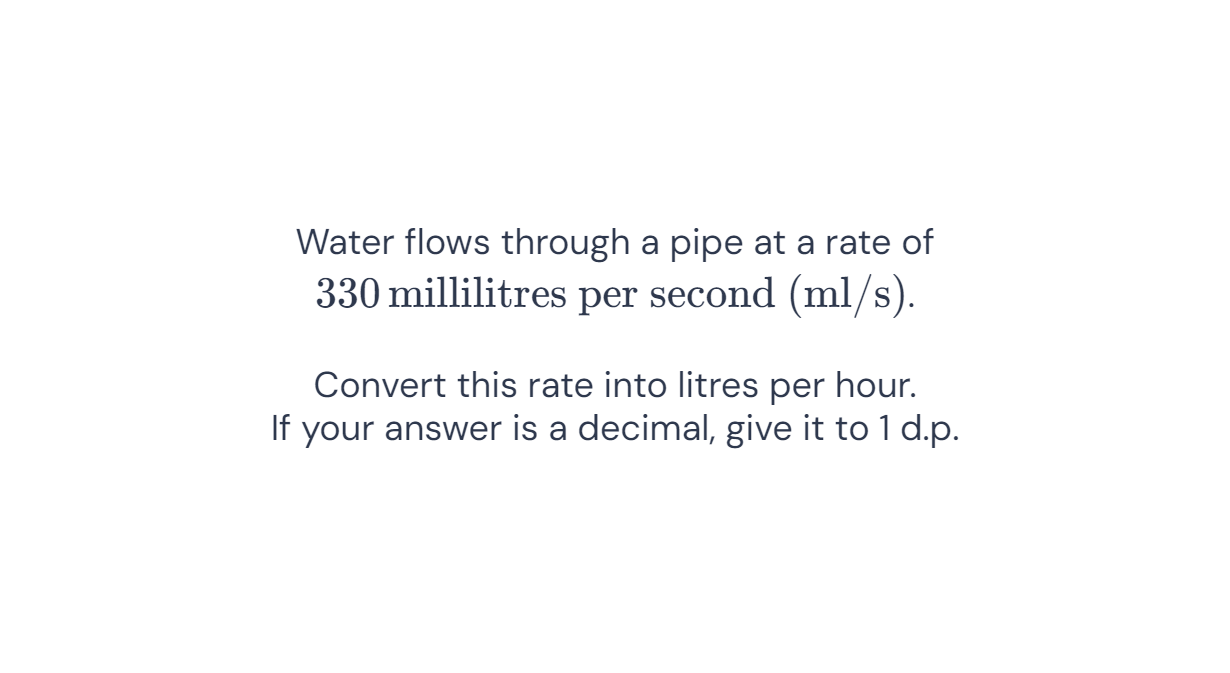 Water flows through a pipe at a rate of
330 millilitres per second (ml/s).
Convert this rate into litres per hour.
If your answer is a decimal, give it to 1 d.p.